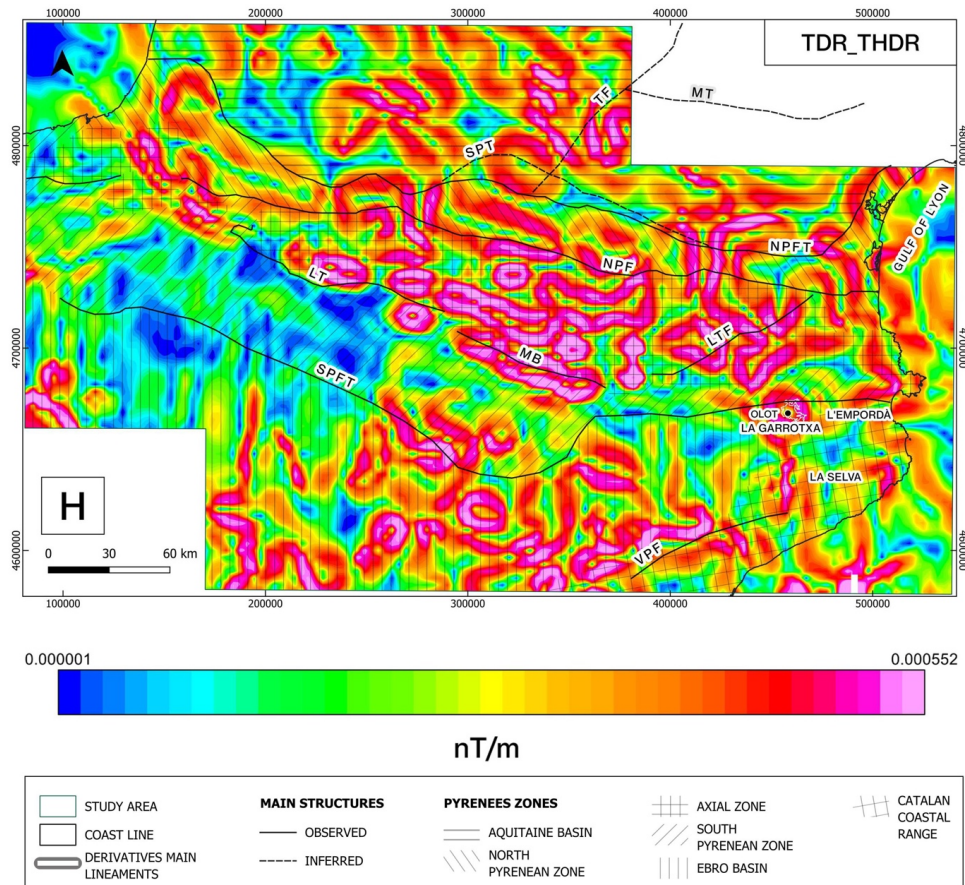 100000 200000 300000 400000 500000
TDR_THDR
TF
MT
SPT
4800000
4800000
GULF OF LYON
NPFT
NPF
LT
LTF
4700000
4700000
MB
SPFT
OLOT
L'EMPORDÀ
LA GARROTXA
LA SELVA
H
VPF
4600000
4600000
0 30 60 km
100000 200000 300000 400000 500000
0.000001 0.000552
nT/m
STUDY AREA
COAST LINE
DERIVATIVES MAIN
LINEAMENTS
MAIN STRUCTURES
OBSERVED
INFERRED
PYRENEES ZONES
AQUITAINE BASIN
NORTH
PYRENEAN ZONE
AXIAL ZONE
SOUTH
PYRENEAN ZONE
EBRO BASIN
CATALAN
COASTAL
RANGE